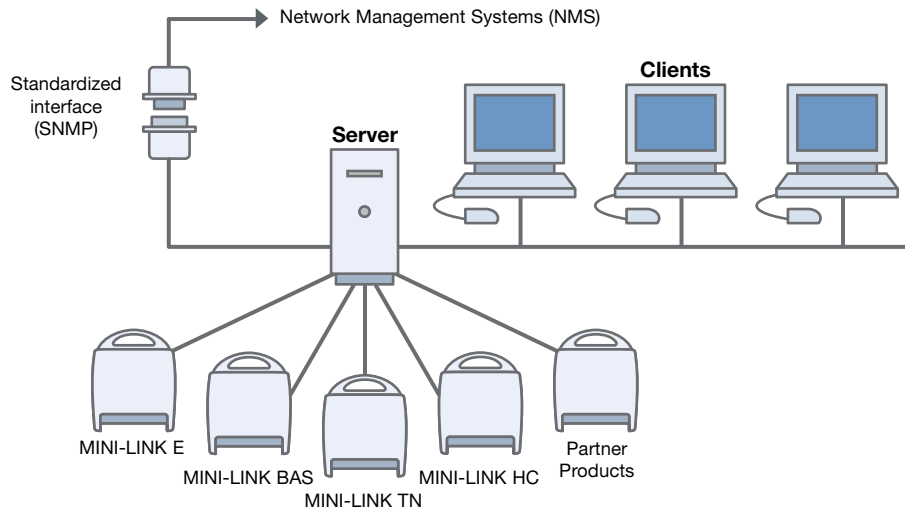 Network Management Systems (NMS)
Standardized
interface
(SNMP)
Clients
Server
MINI-LINK E
MINI-LINK BAS
MINI-LINK TN
MINI-LINK HC
Partner
Products